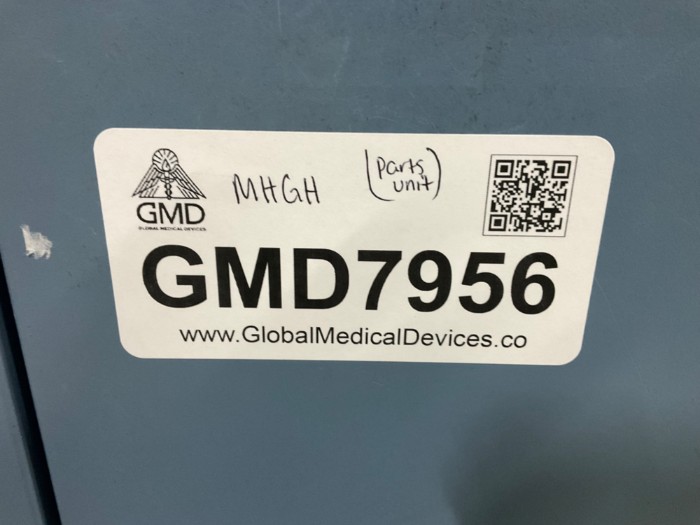 GMD
GLOBAL MEDICAL DEVICES
MHGH
(parts
unit)
GMD7956
www.GlobalMedicalDevices.co